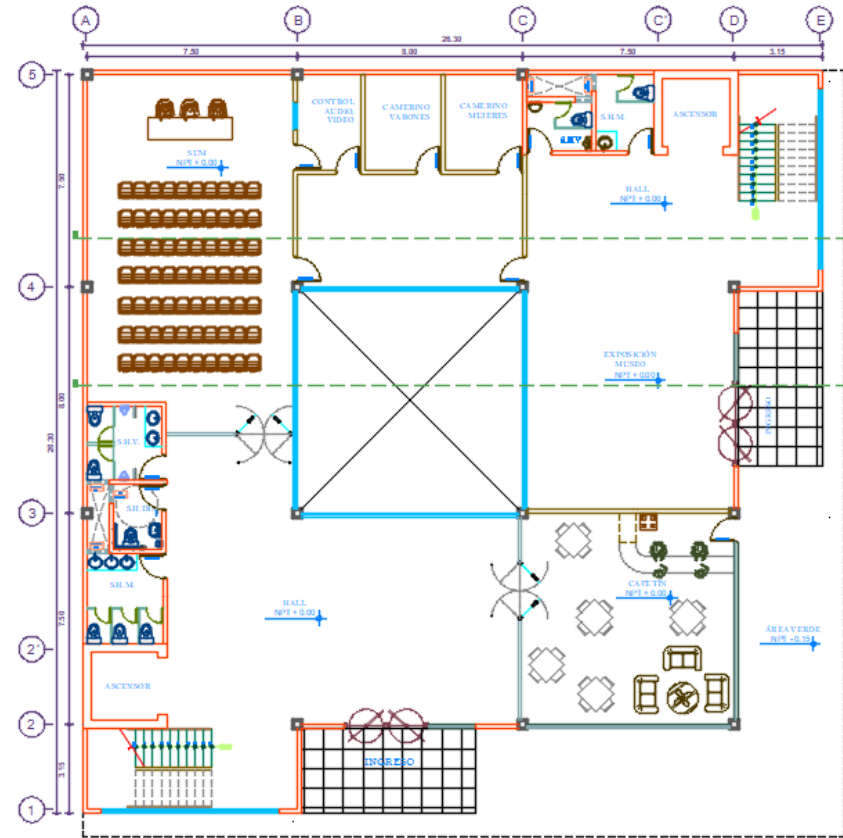 A B C C' D E
26.30
7.50 8.00 7.50 3.15
5
CONTROL
AUDIO,
VIDEO
CAMERINO
VARONES
CAMERINO
MUJERES
S.H.M.
ASCENSOR
SUM
NPT + 0.00
7.50
HALL
NPT + 0.00
4
EXPOSICIÓN
MUSEO
NPT + 0.00
INGRESO
8.00
26.30
S.H.V.
3
S.H. DI
CAFETÍN
NPT + 0.00
S.H.M.
HALL
NPT + 0.00
7.50
ÁREA VERDE
NPT - 0.15
2'
ASCENSOR
2
INGRESO
3.15
1